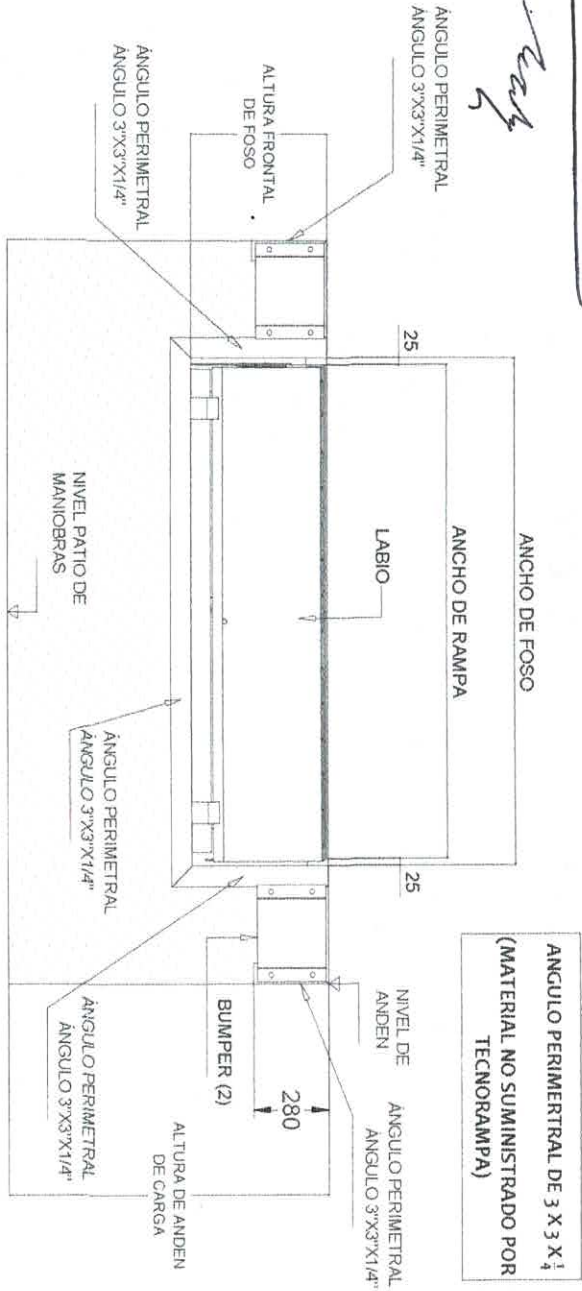 ANGULO PERIMERTRAL DE 3 X 3 X 1/4
(MATERIAL NO SUMINISTRADO POR
TECNORAMPA)
ANCHO DE FOSO
ANCHO DE RAMPA
25
25
LABIO
ÁNGULO PERIMETRAL
ÁNGULO 3"X3"X1/4"
ALTURA FRONTAL
DE FOSO
ÁNGULO PERIMETRAL
ÁNGULO 3"X3"X1/4"
NIVEL PATIO DE
MANIOBRAS
ÁNGULO PERIMETRAL
ÁNGULO 3"X3"X1/4"
NIVEL DE
ANDEN
ÁNGULO PERIMETRAL
ÁNGULO 3"X3"X1/4"
280
BUMPER (2)
ALTURA DE ANDEN
DE CARGA
ÁNGULO PERIMETRAL
ÁNGULO 3"X3"X1/4"